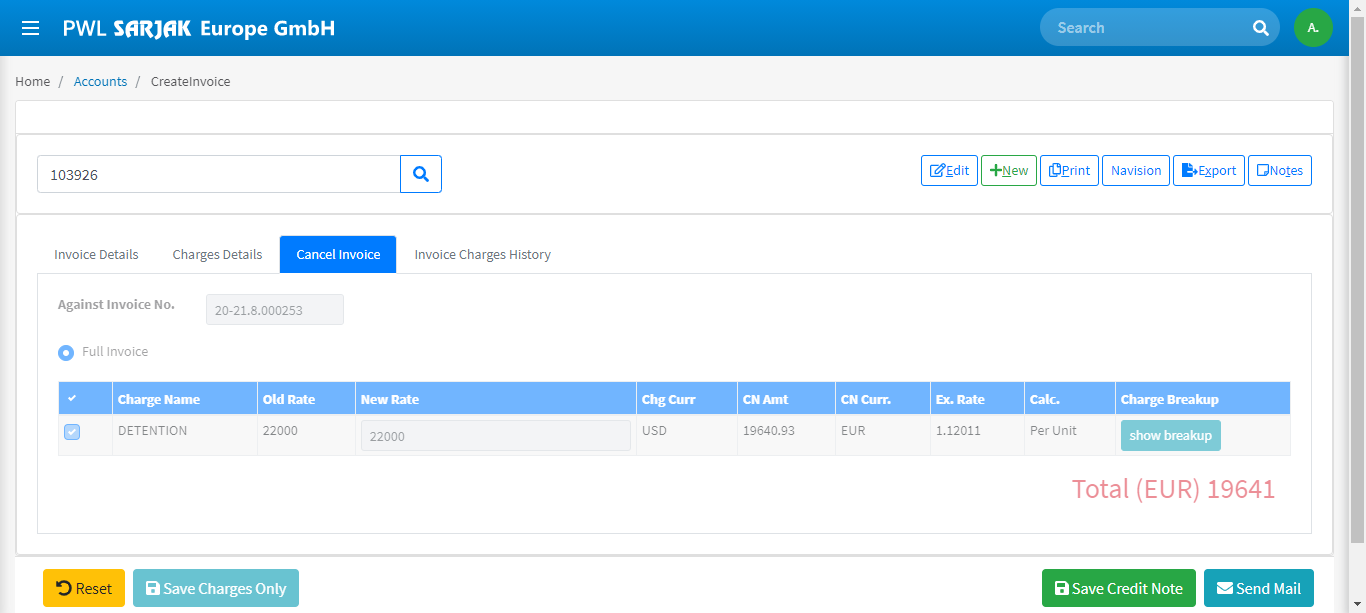 PWL SARJAK Europe GmbH Search A.
Home / Accounts / CreateInvoice
103926 Edit New Print Navision Export Notes
Invoice Details Charges Details Cancel Invoice Invoice Charges History
Against Invoice No. 20-21.8.000253
Full Invoice
Charge Name Old Rate New Rate Chg Curr CN Amt CN Curr. Ex. Rate Calc. Charge Breakup
DETENTION 22000 22000 USD 19640.93 EUR 1.12011 Per Unit show breakup
Total (EUR) 19641
Reset Save Charges Only Save Credit Note Send Mail